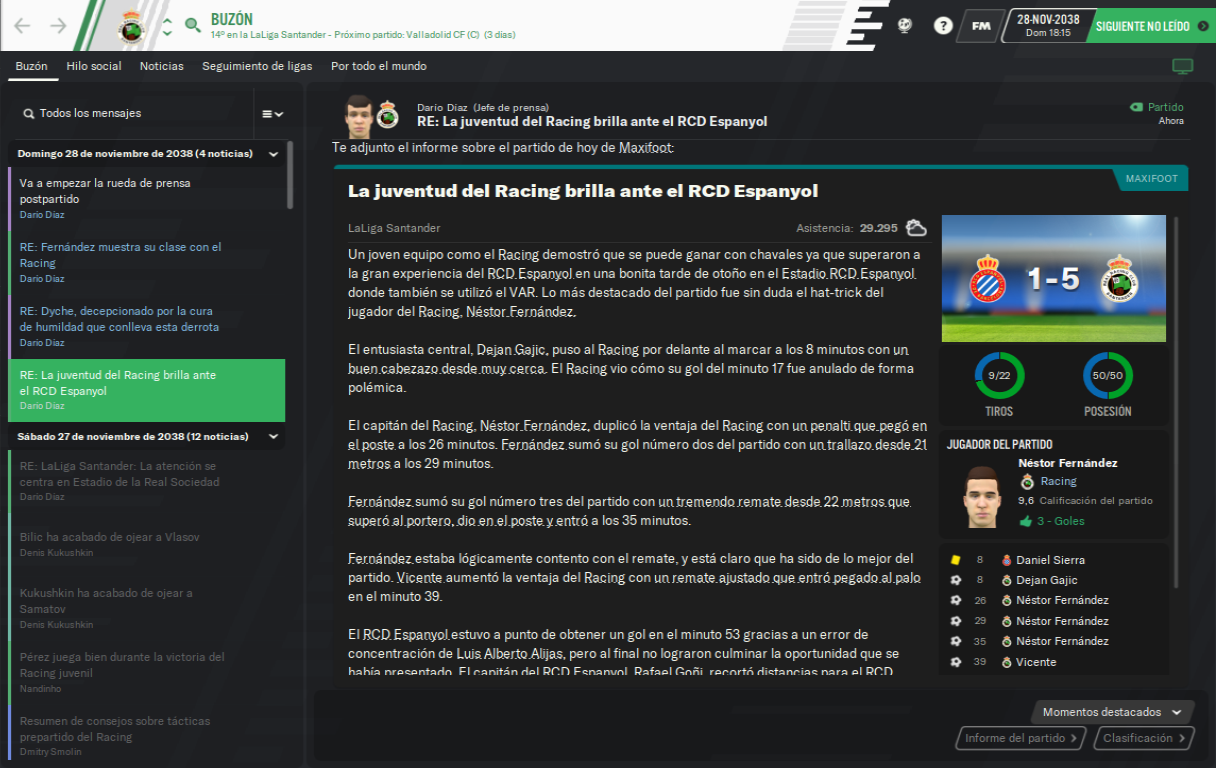 BUZÓN
14º en la LaLiga Santander - Próximo partido: Valladolid CF (C) (3 días)
?
FM
28-NOV-2038
Dom 18:15
SIGUIENTE NO LEÍDO
Buzón Hilo social Noticias Seguimiento de ligas Por todo el mundo
Todos los mensajes
Domingo 28 de noviembre de 2038 (4 noticias)
Va a empezar la rueda de prensa
postpartido
Darío Díaz
RE: Fernández muestra su clase con el
Racing
Darío Díaz
RE: Dyche, decepcionado por la cura
de humildad que conlleva esta derrota
Darío Díaz
RE: La juventud del Racing brilla ante
el RCD Espanyol
Darío Díaz
Sábado 27 de noviembre de 2038 (12 noticias)
RE: LaLiga Santander: La atención se
centra en Estadio de la Real Sociedad
Darío Díaz
Bilic ha acabado de ojear a Vlasov
Denis Kukushkin
Kukushkin ha acabado de ojear a
Samatov
Denis Kukushkin
Pérez juega bien durante la victoria del
Racing juvenil
Nandinho
Resumen de consejos sobre tácticas
prepartido del Racing
Dmitry Smolin
Darío Díaz (Jefe de prensa)
RE: La juventud del Racing brilla ante el RCD Espanyol
Partido
Ahora
Te adjunto el informe sobre el partido de hoy de Maxifoot:
MAXIFOOT
La juventud del Racing brilla ante el RCD Espanyol
LaLiga Santander
Asistencia: 29.295
Un joven equipo como el Racing demostró que se puede ganar con chavales ya que superaron a
la gran experiencia del RCD Espanyol en una bonita tarde de otoño en el Estadio RCD Espanyol
donde también se utilizó el VAR. Lo más destacado del partido fue sin duda el hat-trick del
jugador del Racing, Néstor Fernández.
El entusiasta central, Dejan Gajic, puso al Racing por delante al marcar a los 8 minutos con un
buen cabezazo desde muy cerca. El Racing vio cómo su gol del minuto 17 fue anulado de forma
polémica.
El capitán del Racing, Néstor Fernández, duplicó la ventaja del Racing con un penalti que pegó en
el poste a los 26 minutos. Fernández sumó su gol número dos del partido con un trallazo desde 21
metros a los 29 minutos.
Fernández sumó su gol número tres del partido con un tremendo remate desde 22 metros que
superó al portero, dio en el poste y entró a los 35 minutos.
Fernández estaba lógicamente contento con el remate, y está claro que ha sido de lo mejor del
partido. Vicente aumentó la ventaja del Racing con un remate ajustado que entró pegado al palo
en el minuto 39.
El RCD Espanyol estuvo a punto de obtener un gol en el minuto 53 gracias a un error de
concentración de Luis Alberto Alijas, pero al final no lograron culminar la oportunidad que se
había presentado. El capitán del RCD Espanyol, Rafael Goñi, recortó distancias para el RCD
1-5
9/22
TIROS
50/50
POSESIÓN
JUGADOR DEL PARTIDO
Néstor Fernández
Racing
9,6 Calificación del partido
3 - Goles
8 Daniel Sierra
8 Dejan Gajic
26 Néstor Fernández
29 Néstor Fernández
35 Néstor Fernández
39 Vicente
Momentos destacados
Informe del partido
Clasificación